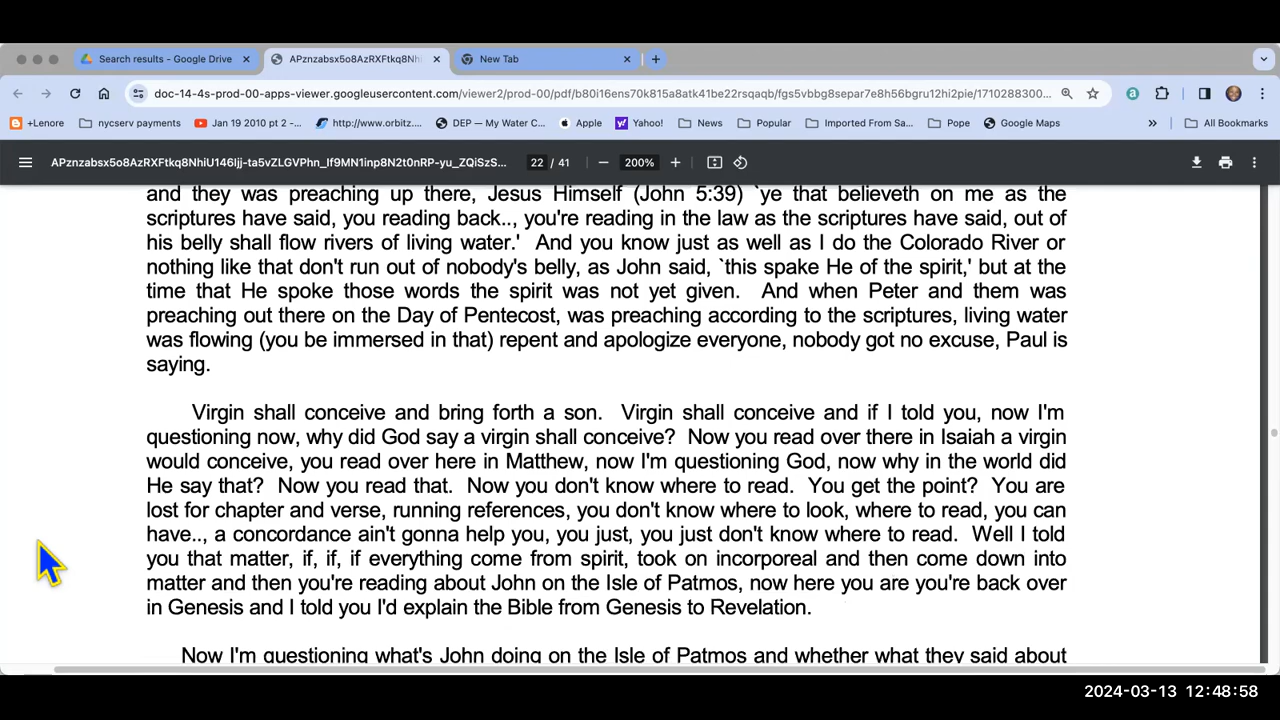 Search results - Google Drive
APznzabsx5o8AzRXFtkq8Nh
New Tab
doc-14-4s-prod-00-apps-viewer.googleusercontent.com/viewer2/prod-00/pdf/b80i16ens70k815a8atk41be22rsqaqb/fgs5vbbg8separ7e8h56bgru12hi2pie/1710288300...
+Lenore
nycserv payments
Jan 19 2010 pt 2 -...
http://www.orbitz....
DEP — My Water C...
Apple
Yahoo!
News
Popular
Imported From Sa...
Pope
Google Maps
All Bookmarks
APznzabsx5o8AzRXFtkq8NhiU146Ijj-ta5vZLGVPhn_If9MN1inp8N2t0nRP-yu_ZQiSzS...
22 / 41
200%
and they was preaching up there, Jesus Himself (John 5:39) `ye that believeth on me as the
scriptures have said, you reading back.., you're reading in the law as the scriptures have said, out of
his belly shall flow rivers of living water.' And you know just as well as I do the Colorado River or
nothing like that don't run out of nobody's belly, as John said, `this spake He of the spirit,' but at the
time that He spoke those words the spirit was not yet given. And when Peter and them was
preaching out there on the Day of Pentecost, was preaching according to the scriptures, living water
was flowing (you be immersed in that) repent and apologize everyone, nobody got no excuse, Paul is
saying.
Virgin shall conceive and bring forth a son. Virgin shall conceive and if I told you, now I'm
questioning now, why did God say a virgin shall conceive? Now you read over there in Isaiah a virgin
would conceive, you read over here in Matthew, now I'm questioning God, now why in the world did
He say that? Now you read that. Now you don't know where to read. You get the point? You are
lost for chapter and verse, running references, you don't know where to look, where to read, you can
have.., a concordance ain't gonna help you, you just, you just don't know where to read. Well I told
you that matter, if, if, if everything come from spirit, took on incorporeal and then come down into
matter and then you're reading about John on the Isle of Patmos, now here you are you're back over
in Genesis and I told you I'd explain the Bible from Genesis to Revelation.
Now I'm questioning what's John doing on the Isle of Patmos and whether what they said about
2024-03-13 12:48:58